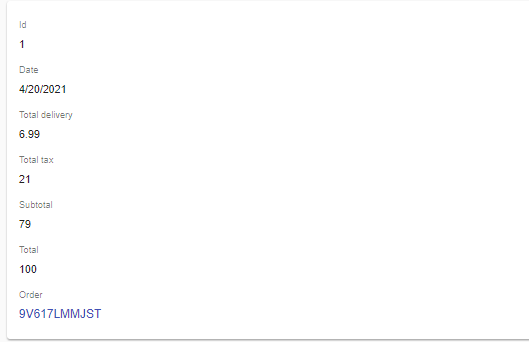 Id
1
Date
4/20/2021
Total delivery
6.99
Total tax
21
Subtotal
79
Total
100
Order
9V617LMMJST